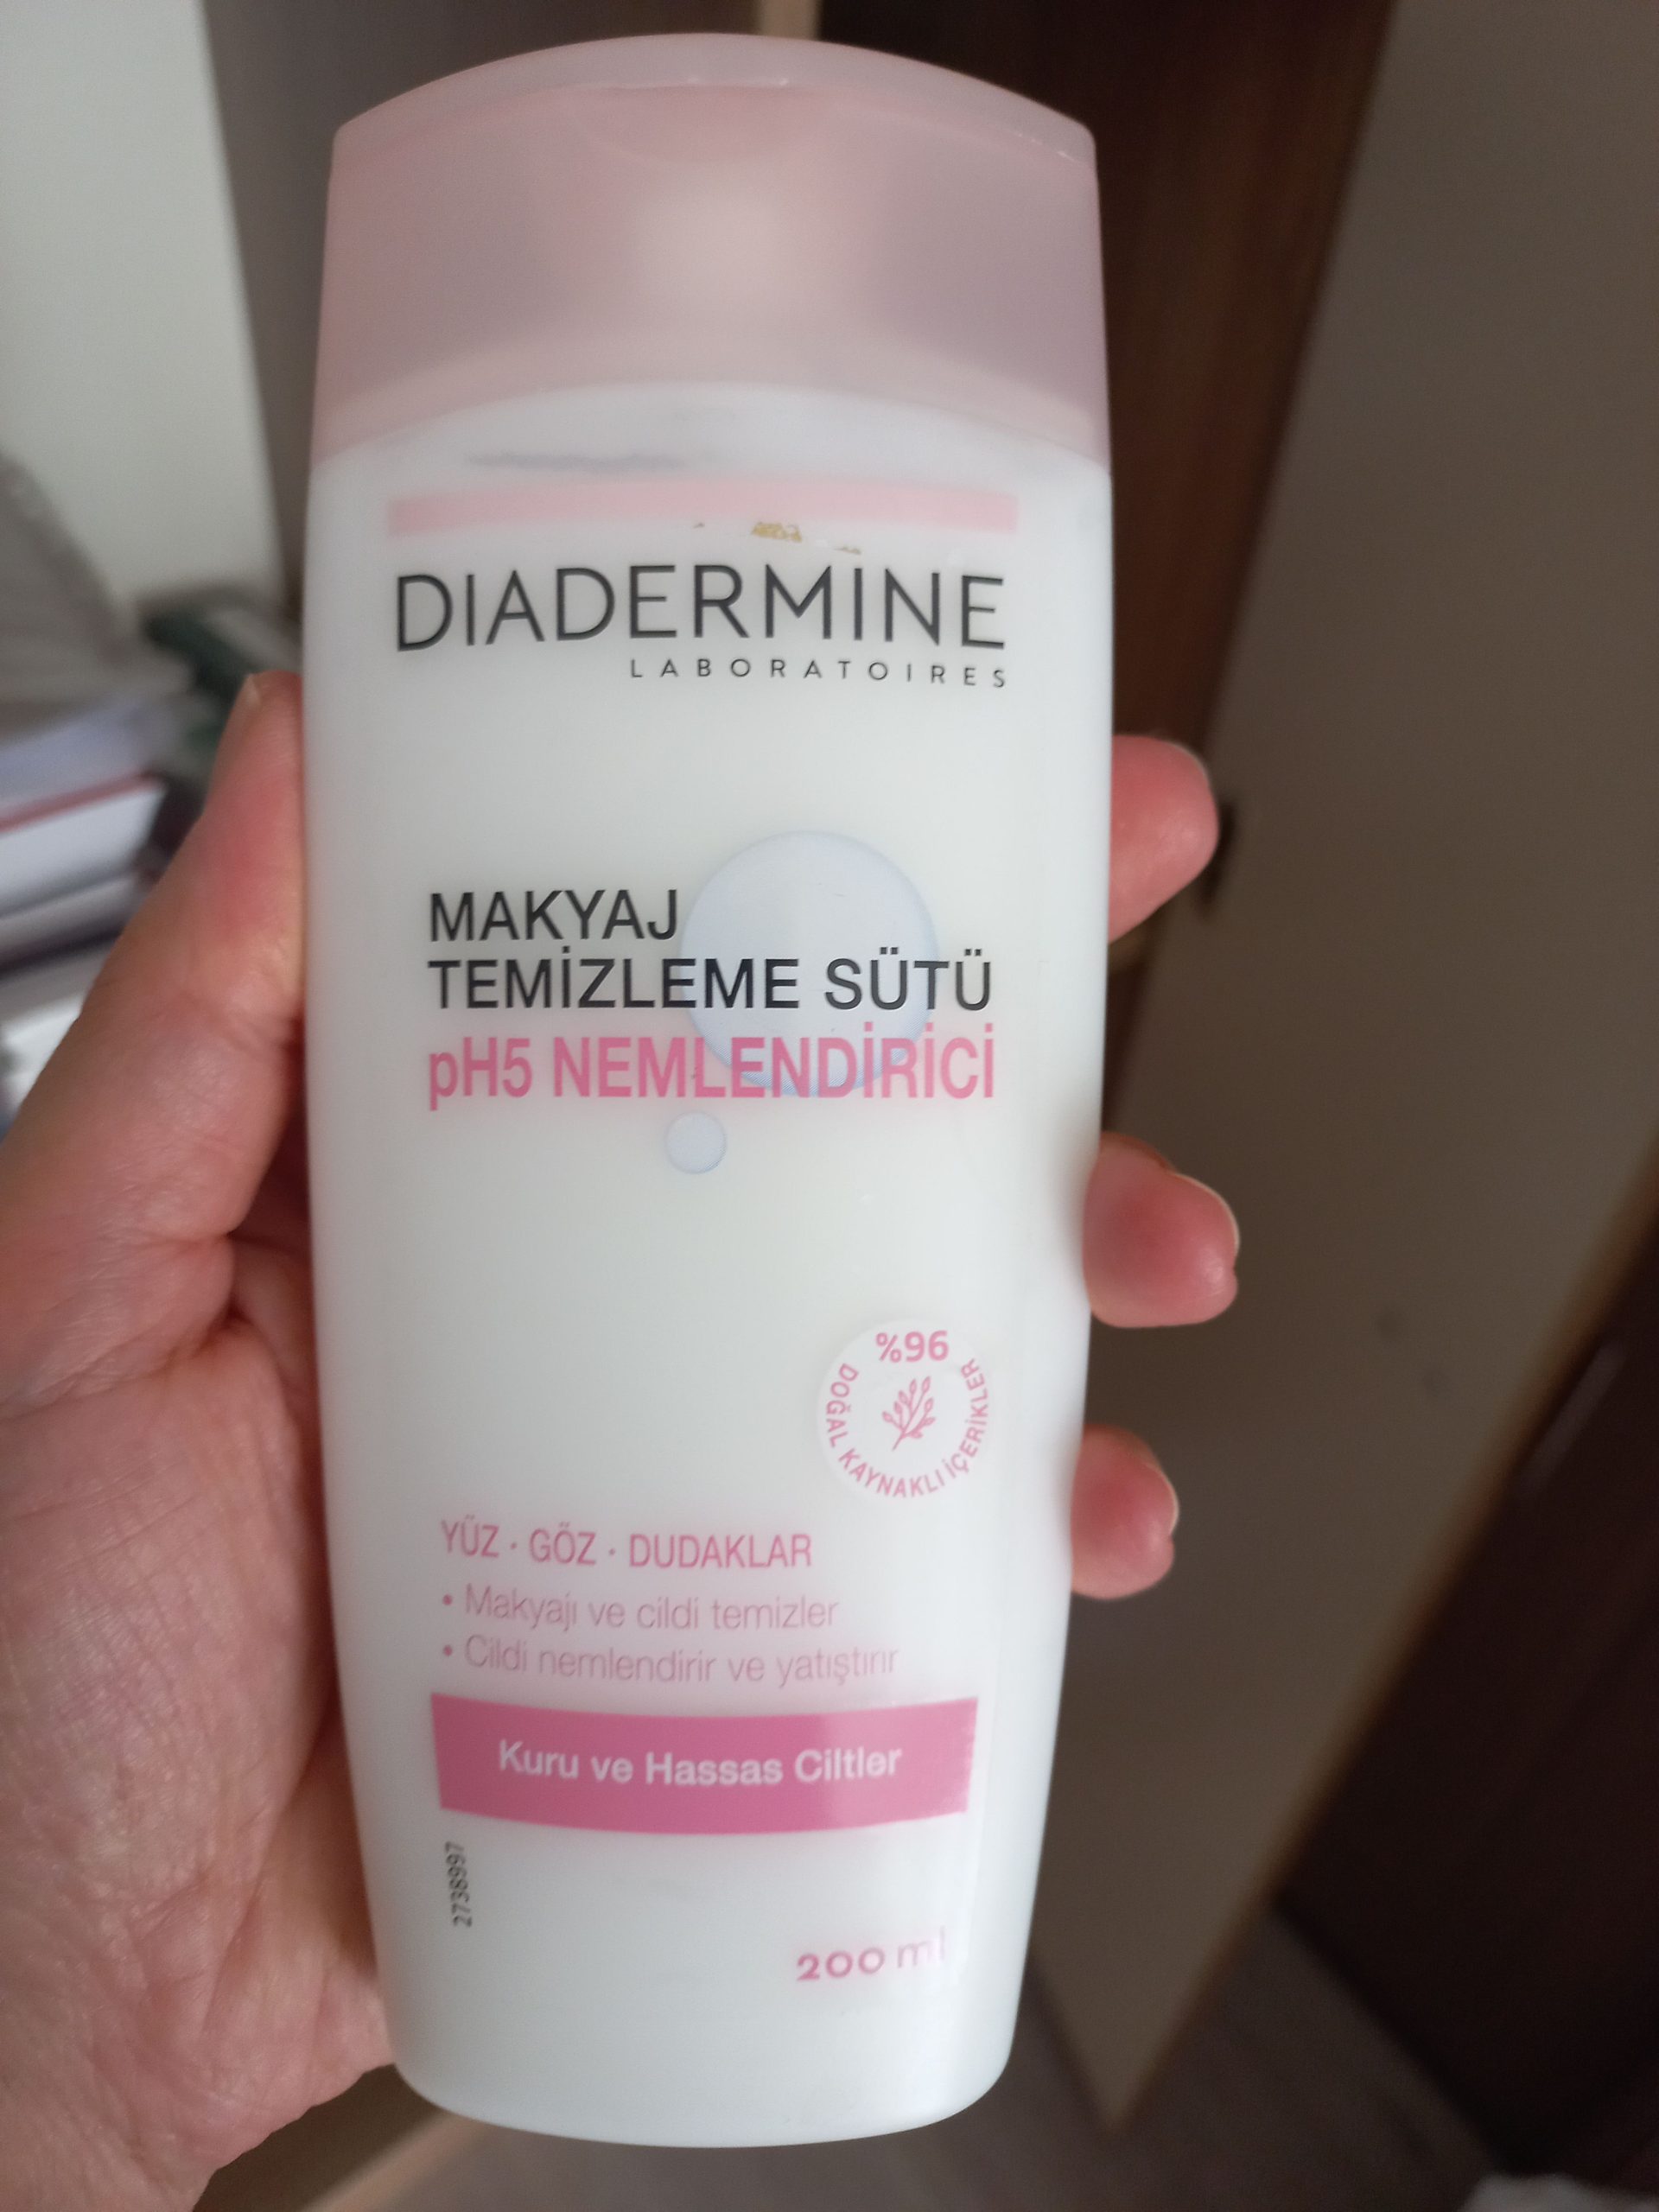 DIADERMINE
LABORATOIRES
MAKYAJ
TEMİZLEME SÜTÜ
pH5 NEMLENDİRİCİ
%96
DOĞAL KAYNAKLI İÇERİKLER
YÜZ · GÖZ · DUDAKLAR
• Makyajı ve cildi temizler
• Cildi nemlendirir ve yatıştırır
Kuru ve Hassas Ciltler
2738997
200 ml